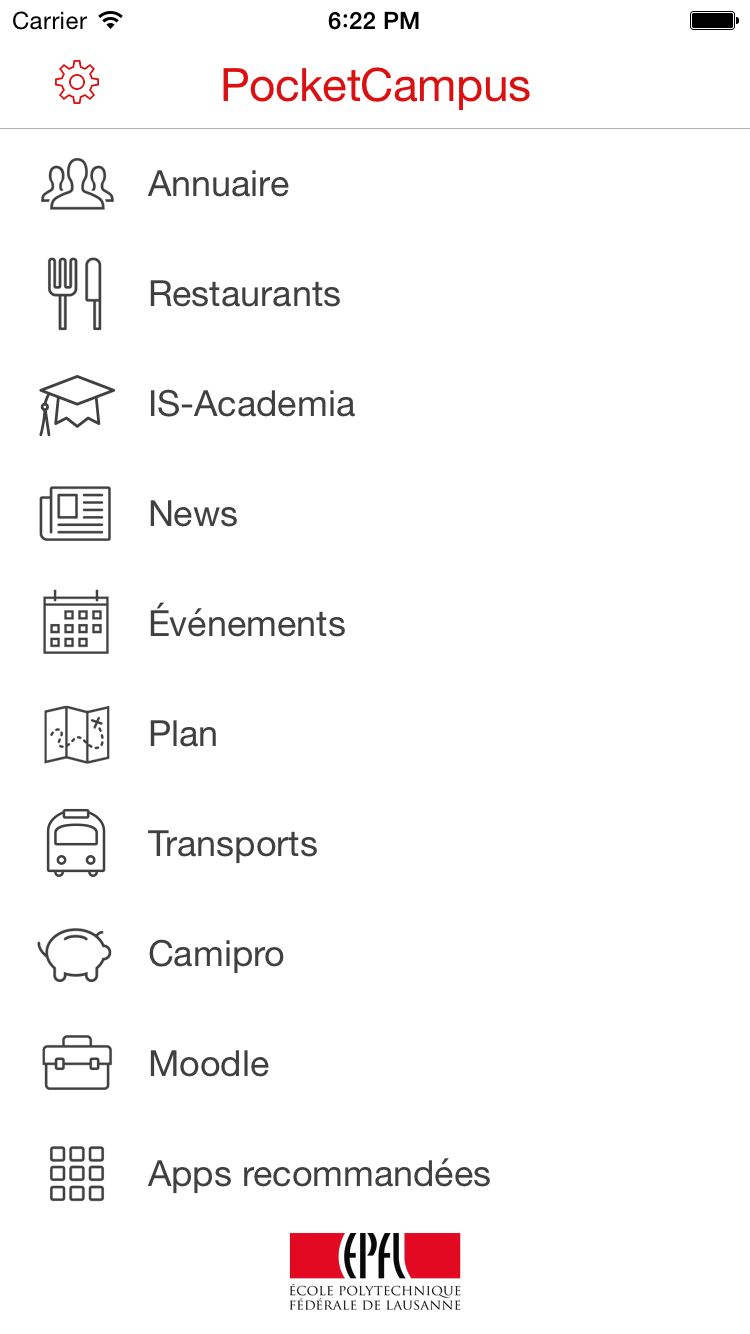 Carrier 6:22 PM
PocketCampus
Annuaire
Restaurants
IS-Academia
News
Événements
Plan
Transports
Camipro
Moodle
Apps recommandées
EPFL
ÉCOLE POLYTECHNIQUE
FÉDÉRALE DE LAUSANNE